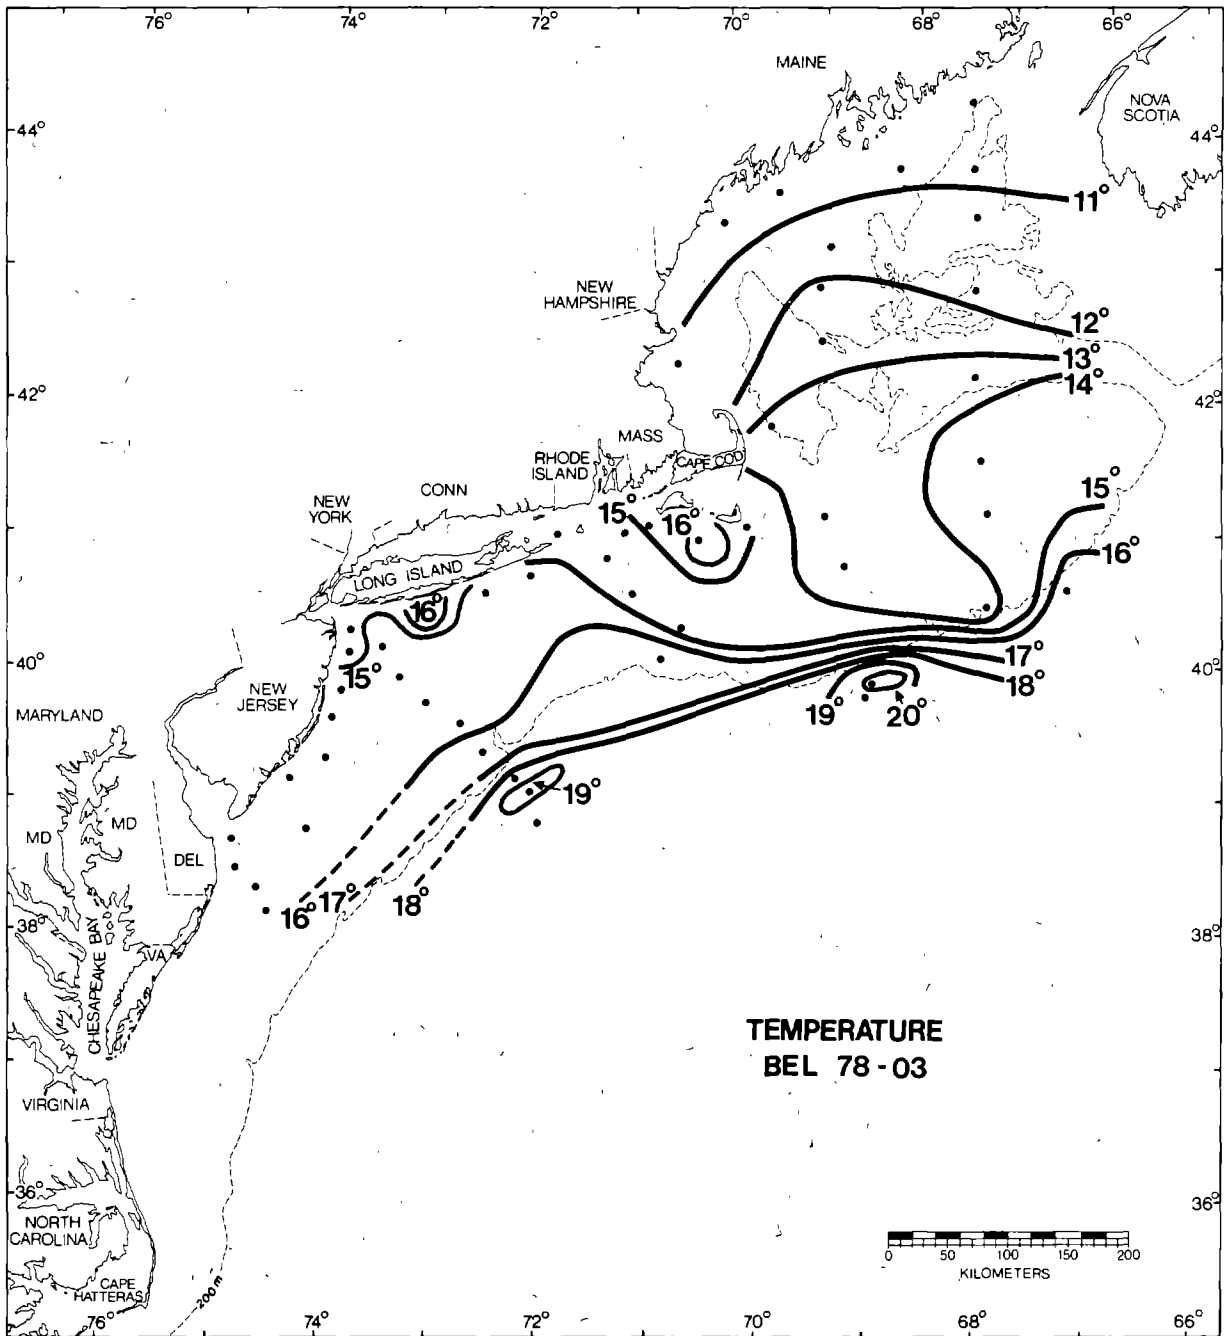 76° 74° 72° 70° 68° 66°
MAINE
NOVA
SCOTIA
44° 44°
11°
NEW
HAMPSHIRE
12°
13°
14°
42° 42°
MASS
RHODE
ISLAND
CAPE COD
CONN
NEW
YORK
15° 16° 15°
16°
LONG ISLAND
16°
15°
40° 40°
17°
18°
NEW
JERSEY
19° 20°
MARYLAND
19°
MD
MD
DEL
16° 17° 18°
38° 38°
VA
CHESAPEAKE BAY
TEMPERATURE
BEL 78-03
VIRGINIA
36° 36°
NORTH
CAROLINA
CAPE
HATTERAS
200 m
0 50 100 150 200
KILOMETERS
76° 74° 72° 70° 68° 66°